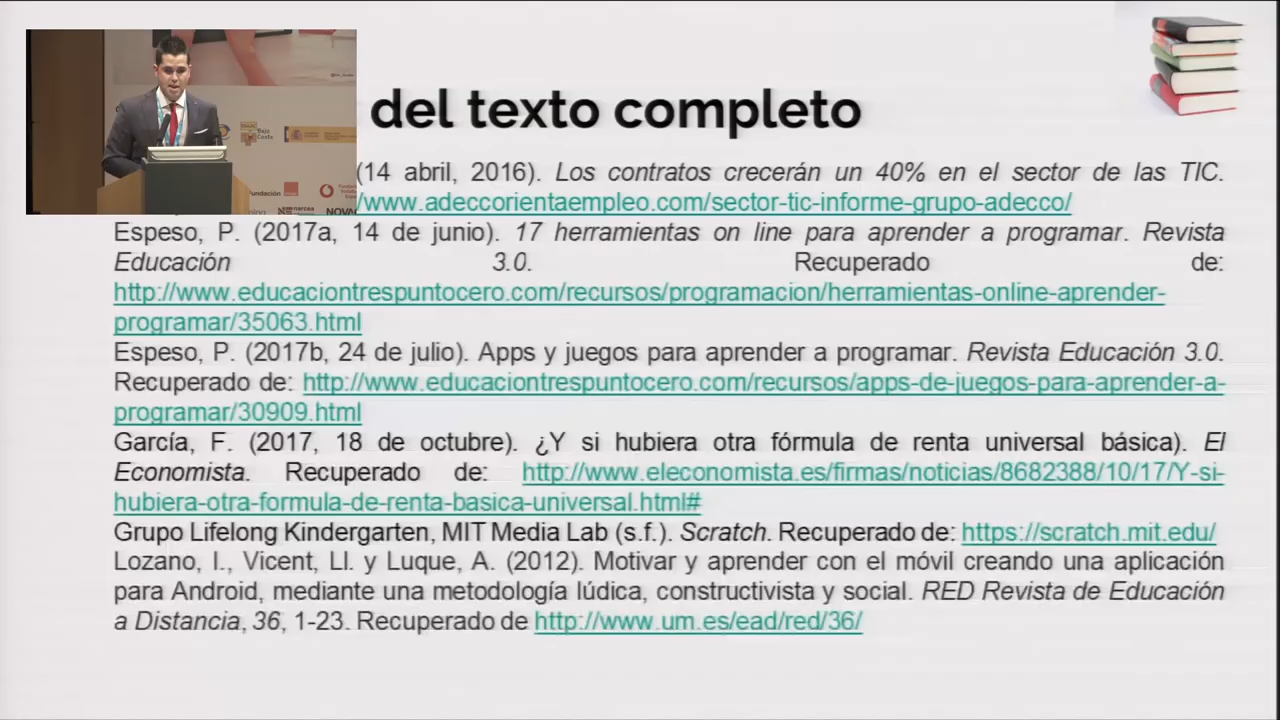 del texto completo
(14 abril, 2016). Los contratos crecerán un 40% en el sector de las TIC.
/www.adeccorientaempleo.com/sector-tic-informe-grupo-adecco/
Espeso, P. (2017a, 14 de junio). 17 herramientas on line para aprender a programar. Revista
Educación 3.0. Recuperado de:
http://www.educaciontrespuntocero.com/recursos/programacion/herramientas-online-aprender-
programar/35063.html
Espeso, P. (2017b, 24 de julio). Apps y juegos para aprender a programar. Revista Educación 3.0.
Recuperado de: http://www.educaciontrespuntocero.com/recursos/apps-de-juegos-para-aprender-a-
programar/30909.html
García, F. (2017, 18 de octubre). ¿Y si hubiera otra fórmula de renta universal básica). El
Economista. Recuperado de: http://www.eleconomista.es/firmas/noticias/8682388/10/17/Y-si-
hubiera-otra-formula-de-renta-basica-universal.html#
Grupo Lifelong Kindergarten, MIT Media Lab (s.f.). Scratch. Recuperado de: https://scratch.mit.edu/
Lozano, I., Vicent, Ll. y Luque, A. (2012). Motivar y aprender con el móvil creando una aplicación
para Android, mediante una metodología lúdica, constructivista y social. RED Revista de Educación
a Distancia, 36, 1-23. Recuperado de http://www.um.es/ead/red/36/